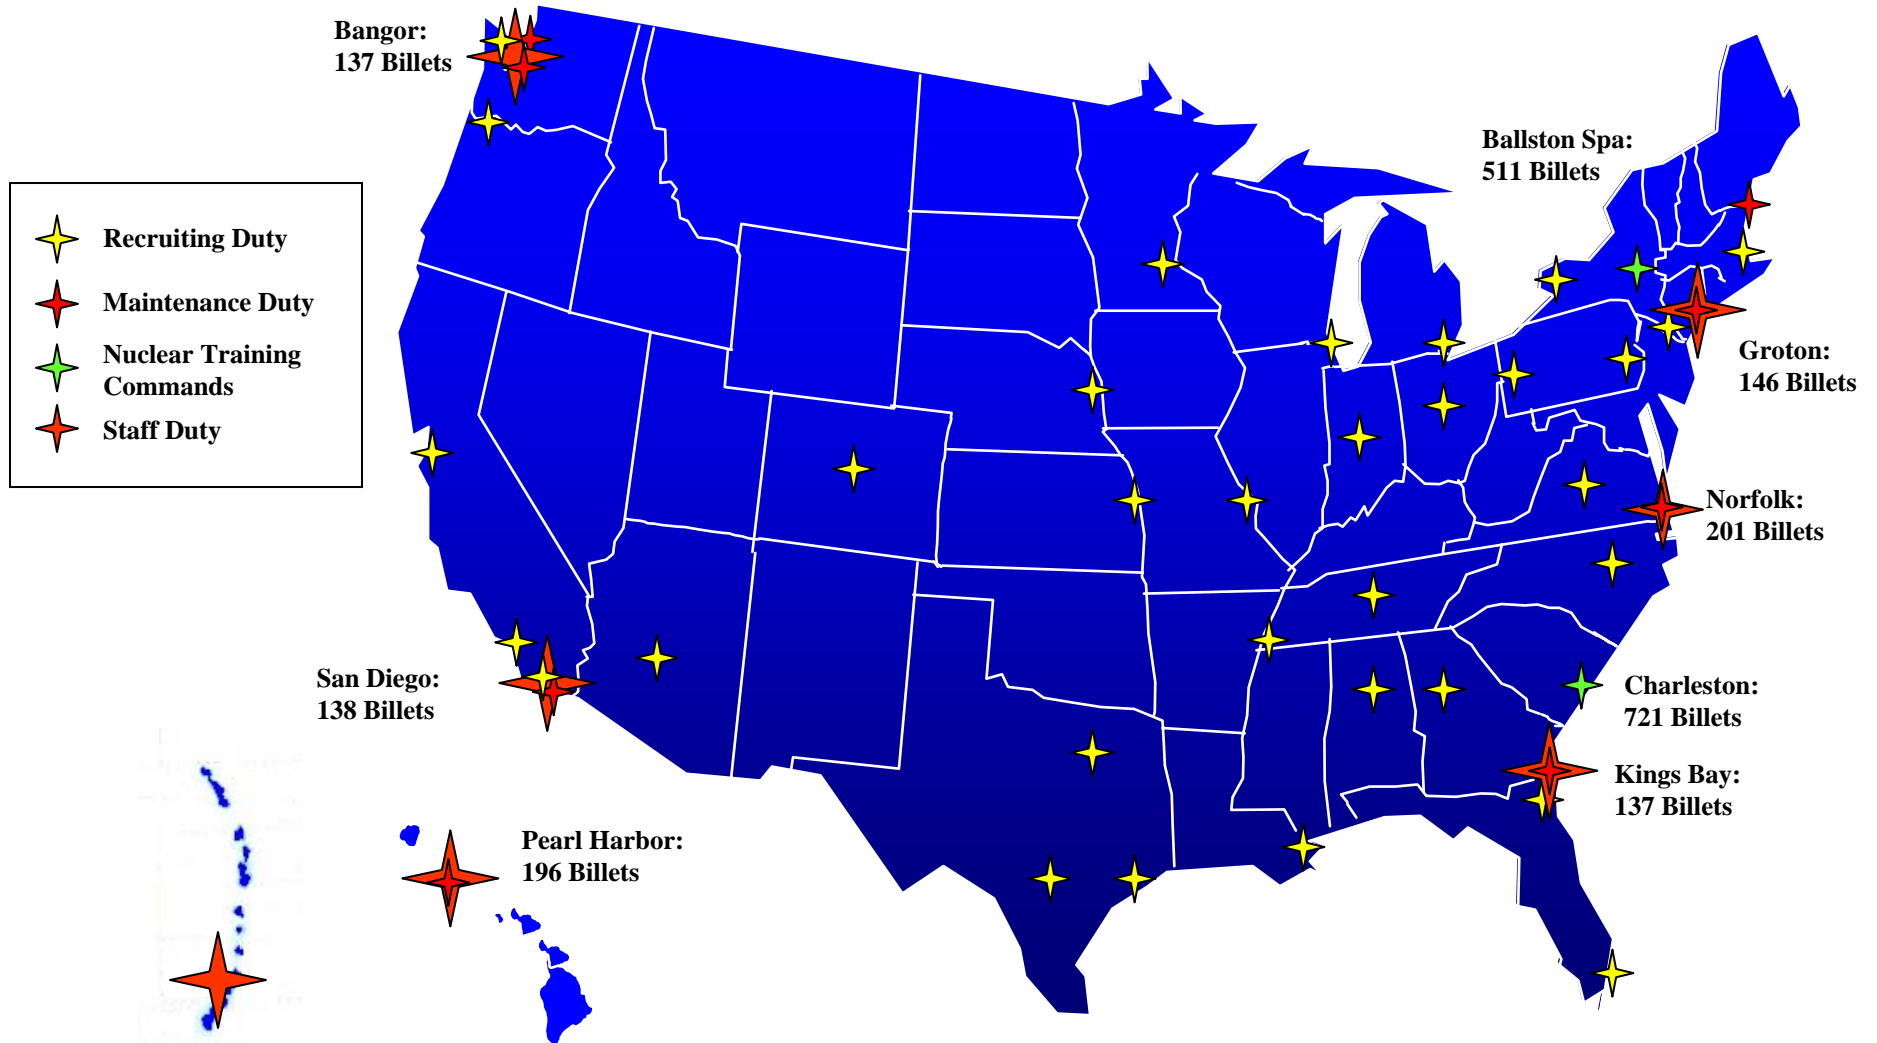 Bangor:
137 Billets
Ballston Spa:
511 Billets
Recruiting Duty
Maintenance Duty
Nuclear Training
Commands
Staff Duty
Groton:
146 Billets
Norfolk:
201 Billets
San Diego:
138 Billets
Charleston:
721 Billets
Kings Bay:
137 Billets
Pearl Harbor:
196 Billets